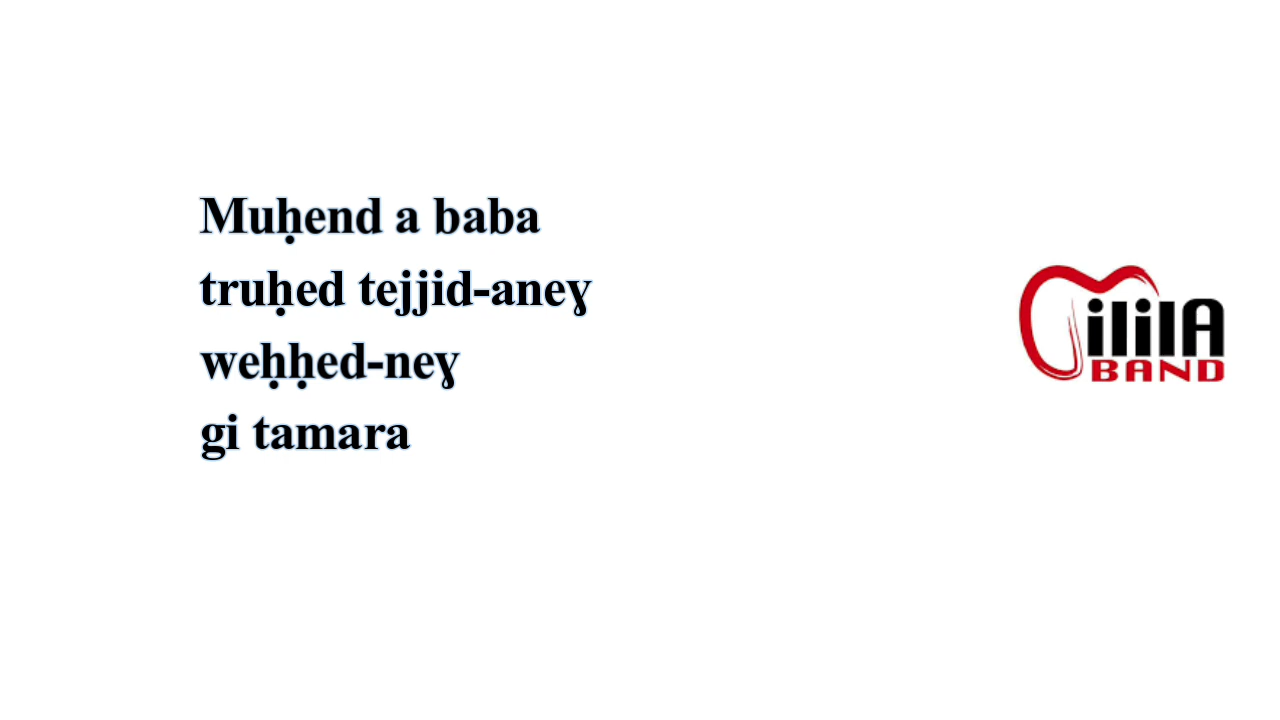 Muḥend a baba
truḥed tejjid-aneɣ
weḥḥed-neɣ
gi tamara
MililA
BAND